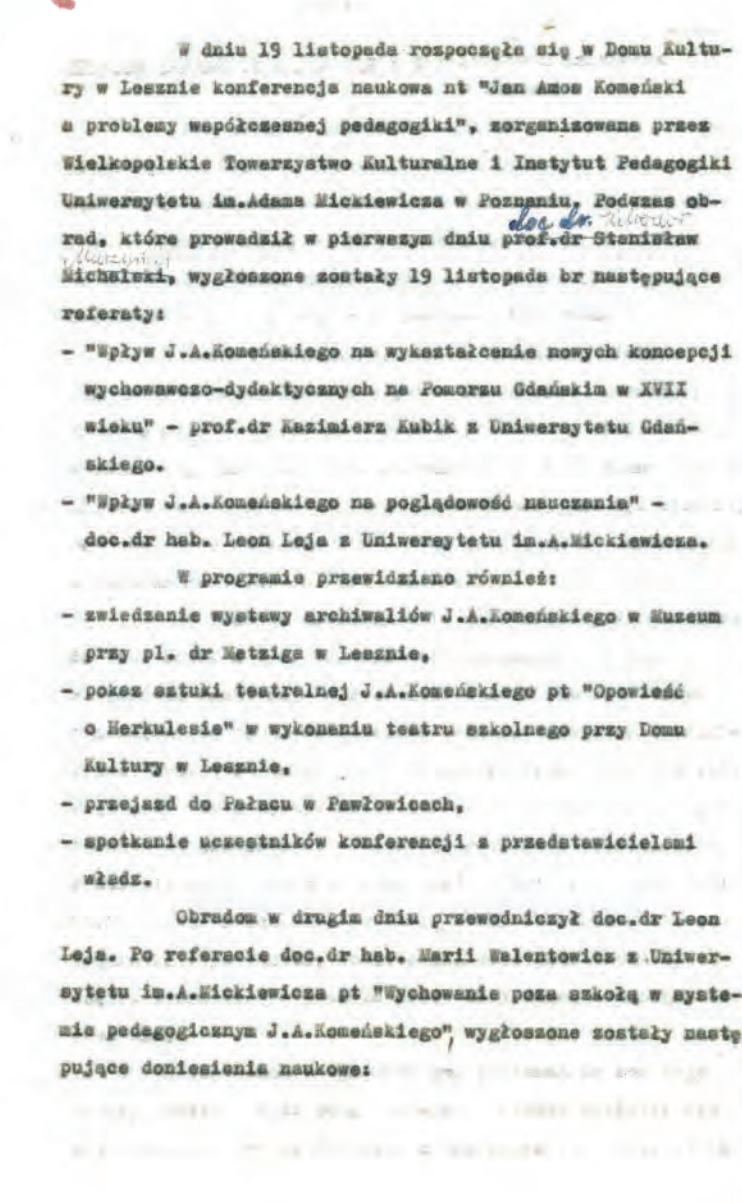 W dniu 19 listopada rozpoczęła się w Domu Kultu-
ry w Lesznie konferencja naukowa nt "Jan Amos Komeński
a problemy współczesnej pedagogiki", zorganizowana przez
Wielkopolskie Towarzystwo Kulturalne i Instytut Pedagogiki
Uniwersytetu im.Adama Mickiewicza w Poznaniu. Podczas ob-
doc dr.
rad, które prowadził w pierwszym dniu prof.dr Stanisław
Michalski, wygłoszone zostały 19 listopada br następujące
referaty:
- "Wpływ J.A.Komeńskiego na wykształcenie nowych koncepcji
wychowawczo-dydaktycznych na Pomorzu Gdańskim w XVII
wieku" - prof.dr Kazimierz Kubik z Uniwersytetu Gdań-
skiego.
- "Wpływ J.A.Komeńskiego na poglądowość nauczania" -
doc.dr hab. Leon Leja z Uniwersytetu im.A.Mickiewicza.
W programie przewidziano również:
- zwiedzanie wystawy archiwaliów J.A.Komeńskiego w Muzeum
przy pl. dr Metziga w Lesznie,
- pokaz sztuki teatralnej J.A.Komeńskiego pt "Opowieść
o Herkulesie" w wykonaniu teatru szkolnego przy Domu
Kultury w Lesznie,
- przejazd do Pałacu w Pawłowicach,
- spotkanie uczestników konferencji z przedstawicielami
władz.
Obradom w drugim dniu przewodniczył doc.dr Leon
Leja. Po referacie doc.dr hab. Marii Walentowicz z Uniwer-
sytetu im.A.Mickiewicza pt "Wychowanie poza szkołą w syste-
mie pedagogicznym J.A.Komeńskiego", wygłoszone zostały nastę
pujące doniesienia naukowe: